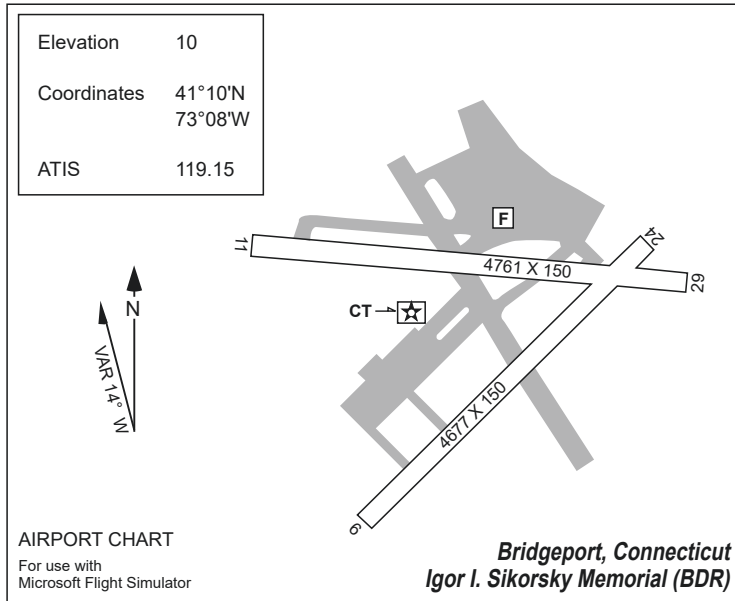 Elevation 10
Coordinates 41°10'N
73°08'W
ATIS 119.15
F
24
11
4761 X 150
29
CT
N
VAR 14° W
4677 X 150
6
AIRPORT CHART
For use with
Microsoft Flight Simulator
Bridgeport, Connecticut
Igor I. Sikorsky Memorial (BDR)